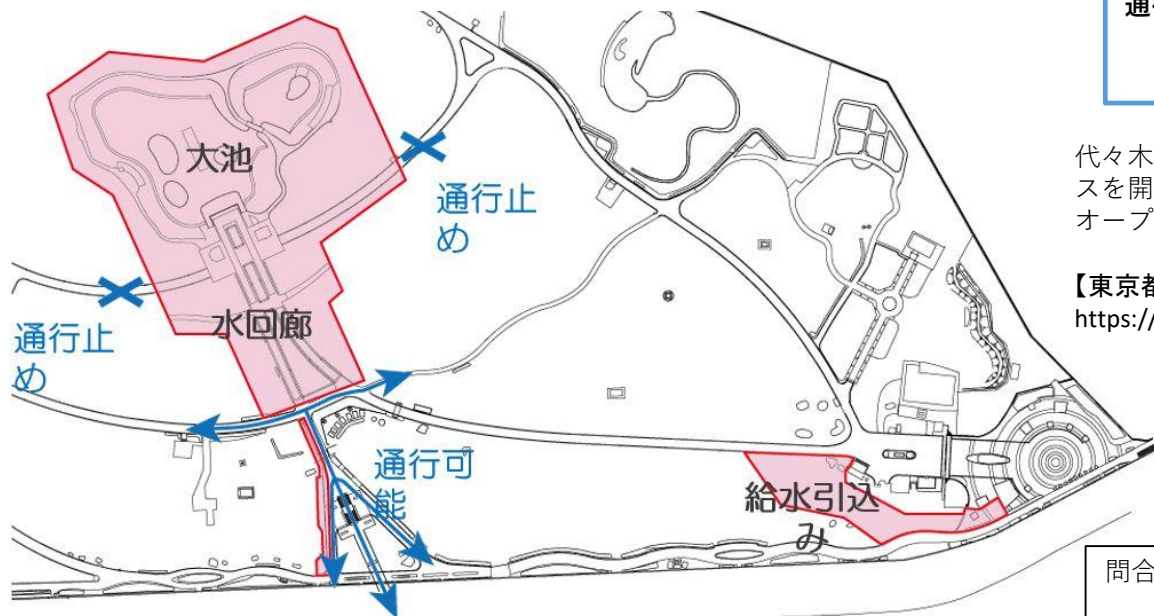 大池
通行止
め
水回廊
通行止
め
通行可
能
給水引込
み
通
代々木
スを開
オープ
【東京都
https://
問合